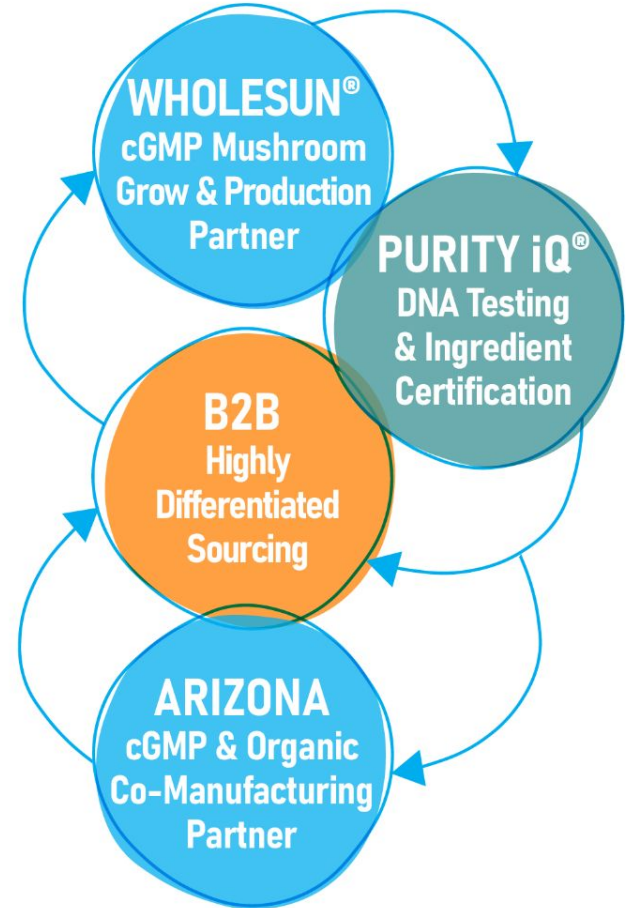 WHOLESUN®
cGMP Mushroom
Grow & Production
Partner
PURITY iQ®
DNA Testing
& Ingredient
Certification
B2B
Highly
Differentiated
Sourcing
ARIZONA
cGMP & Organic
Co-Manufacturing
Partner